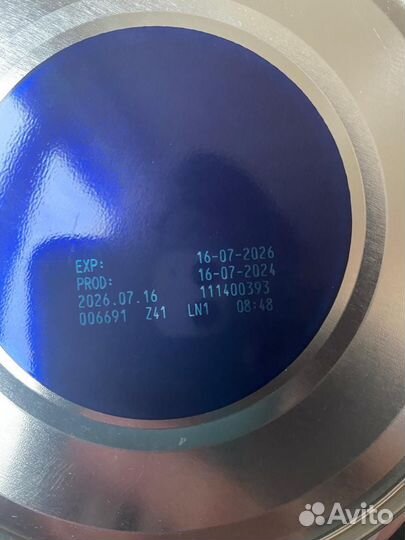 EXP: 16-07-2026
PROD: 16-07-2024
2026.07.16 111400393
006691 Z41 LN1 08:48
Avito